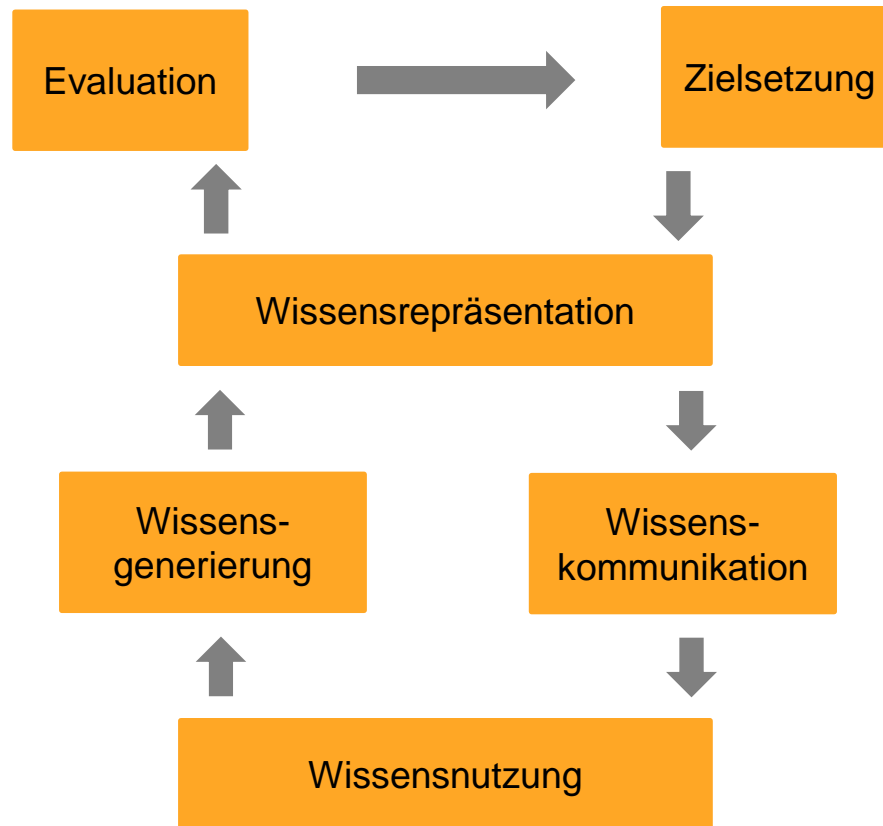 Evaluation
Zielsetzung
Wissensrepräsentation
Wissens-
generierung
Wissens-
kommunikation
Wissensnutzung